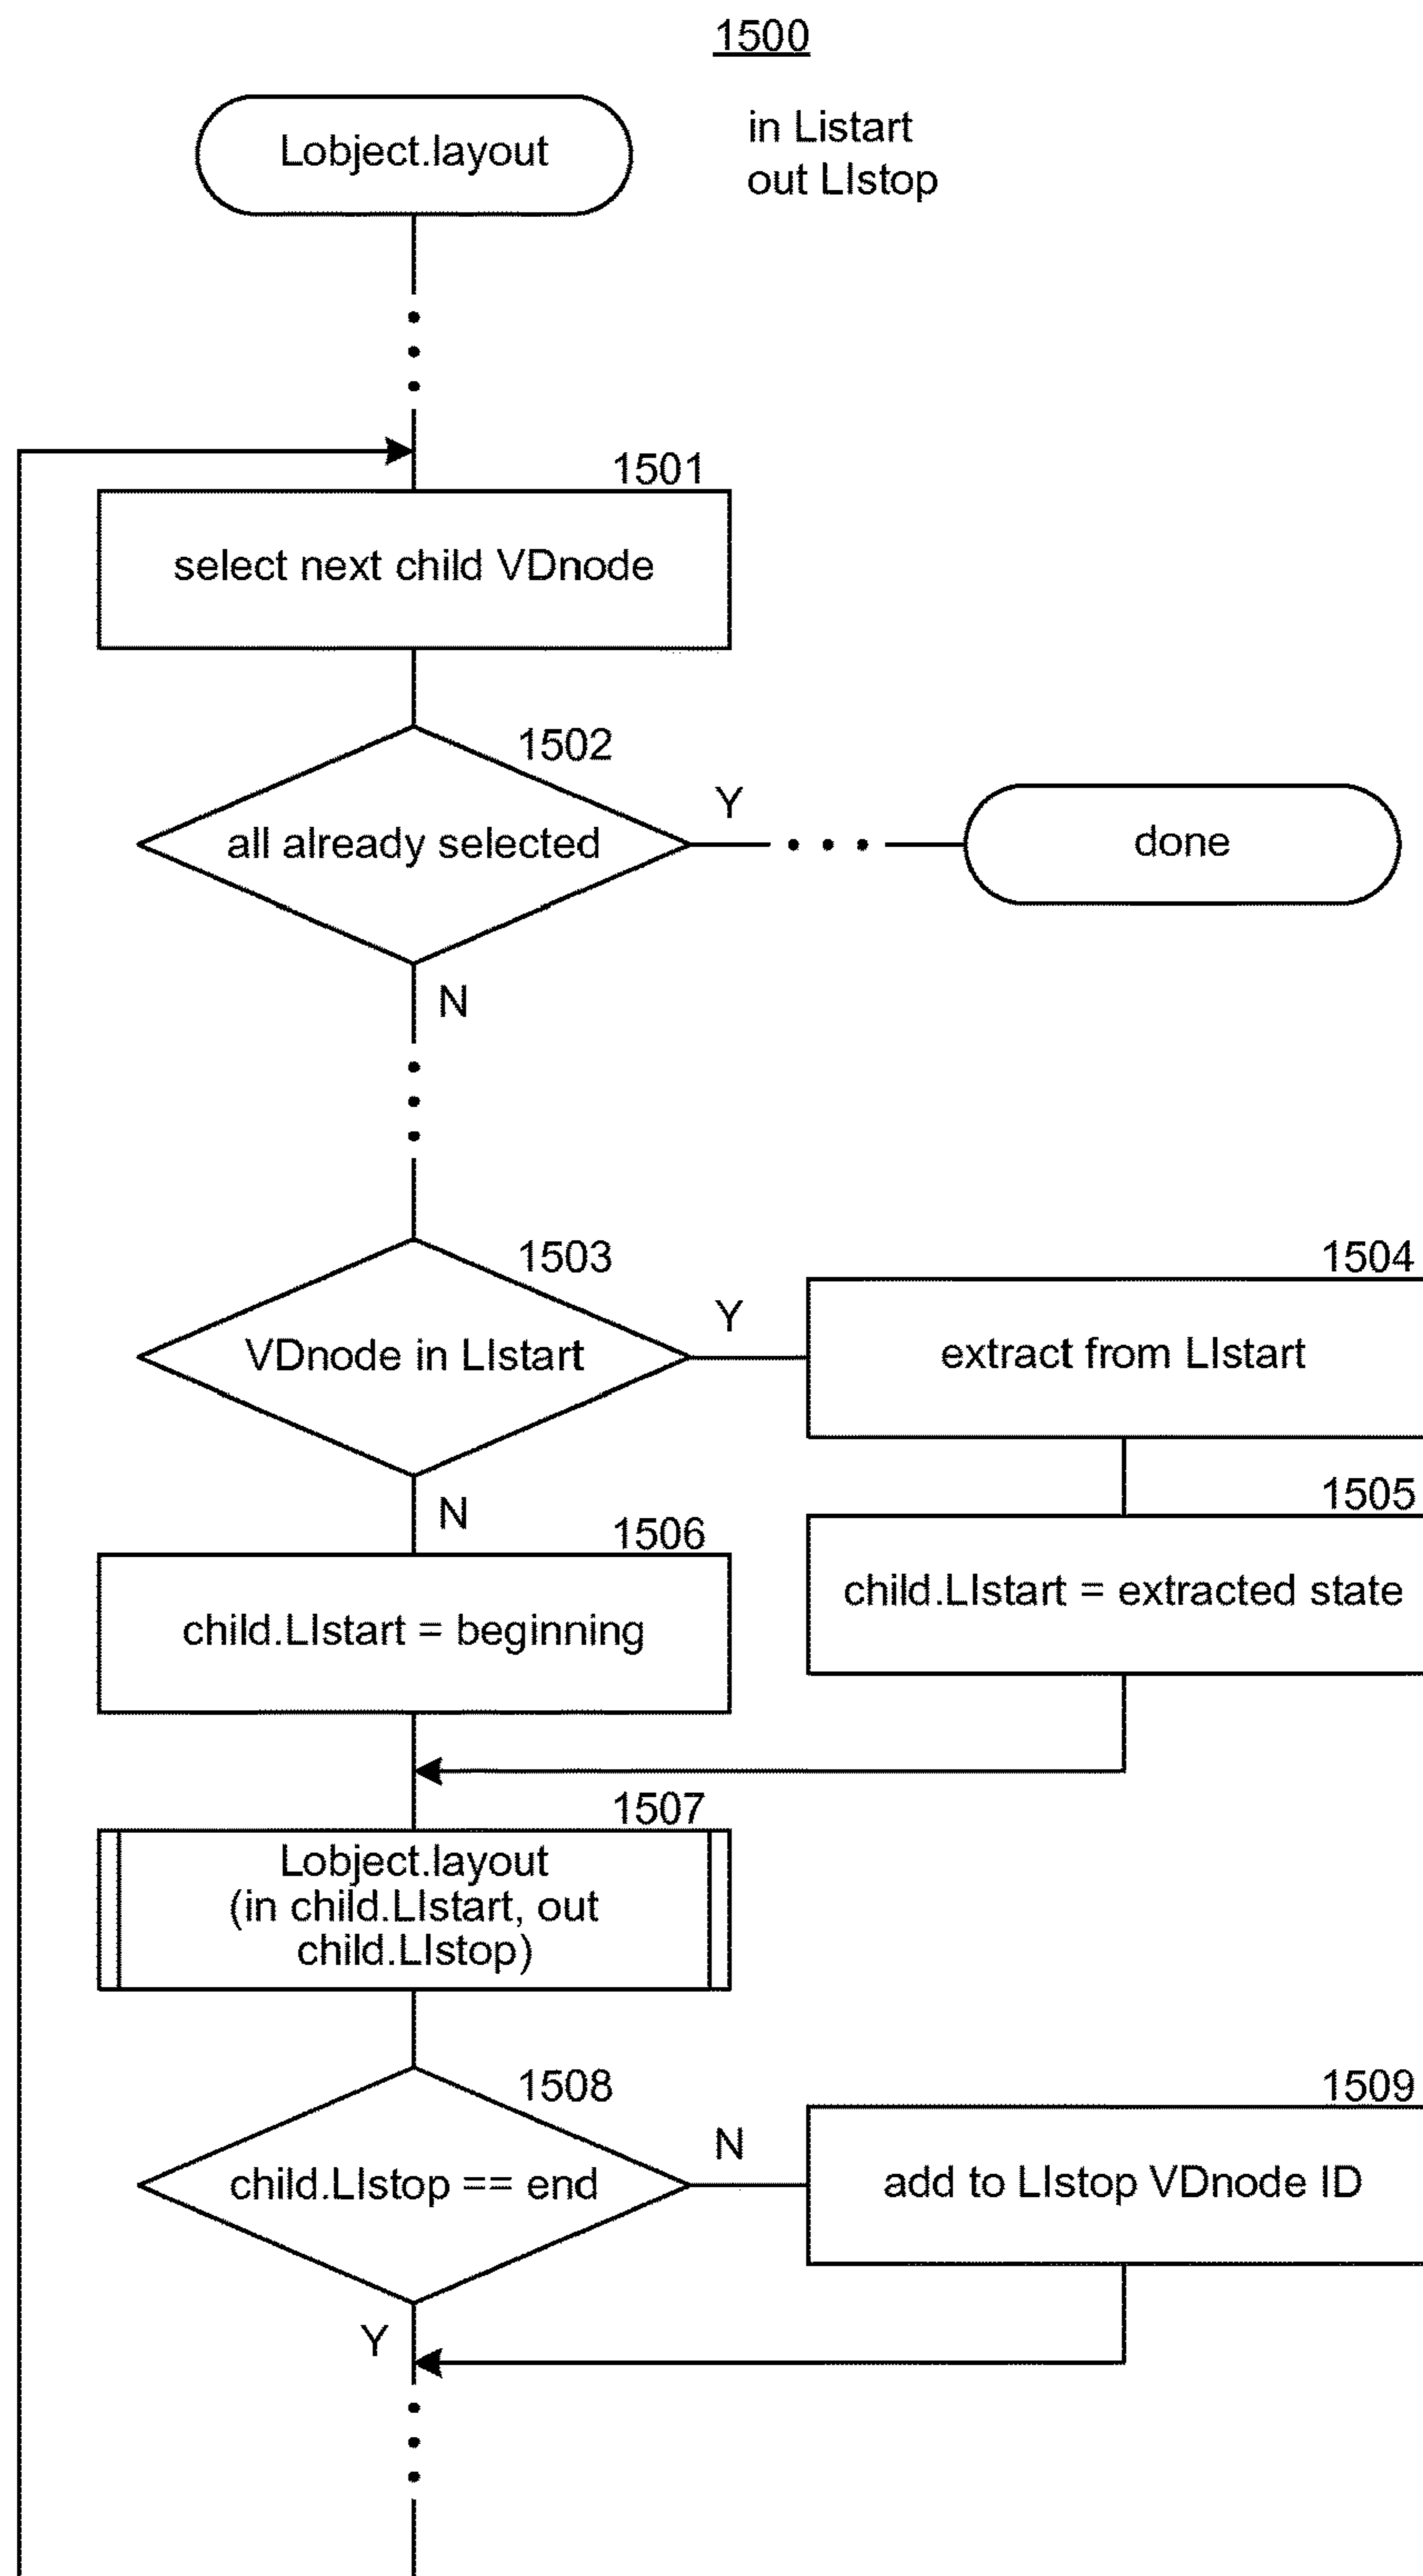 1500
Lobject.layout
in Listart
out LIstop
1501
select next child VDnode
1502
all already selected
Y
done
N
1503
VDnode in LIstart
Y
1504
extract from LIstart
N
1505
child.LIstart = extracted state
1506
child.LIstart = beginning
1507
Lobject.layout
(in child.LIstart, out
child.LIstop)
1508
child.LIstop == end
N
1509
add to LIstop VDnode ID
Y